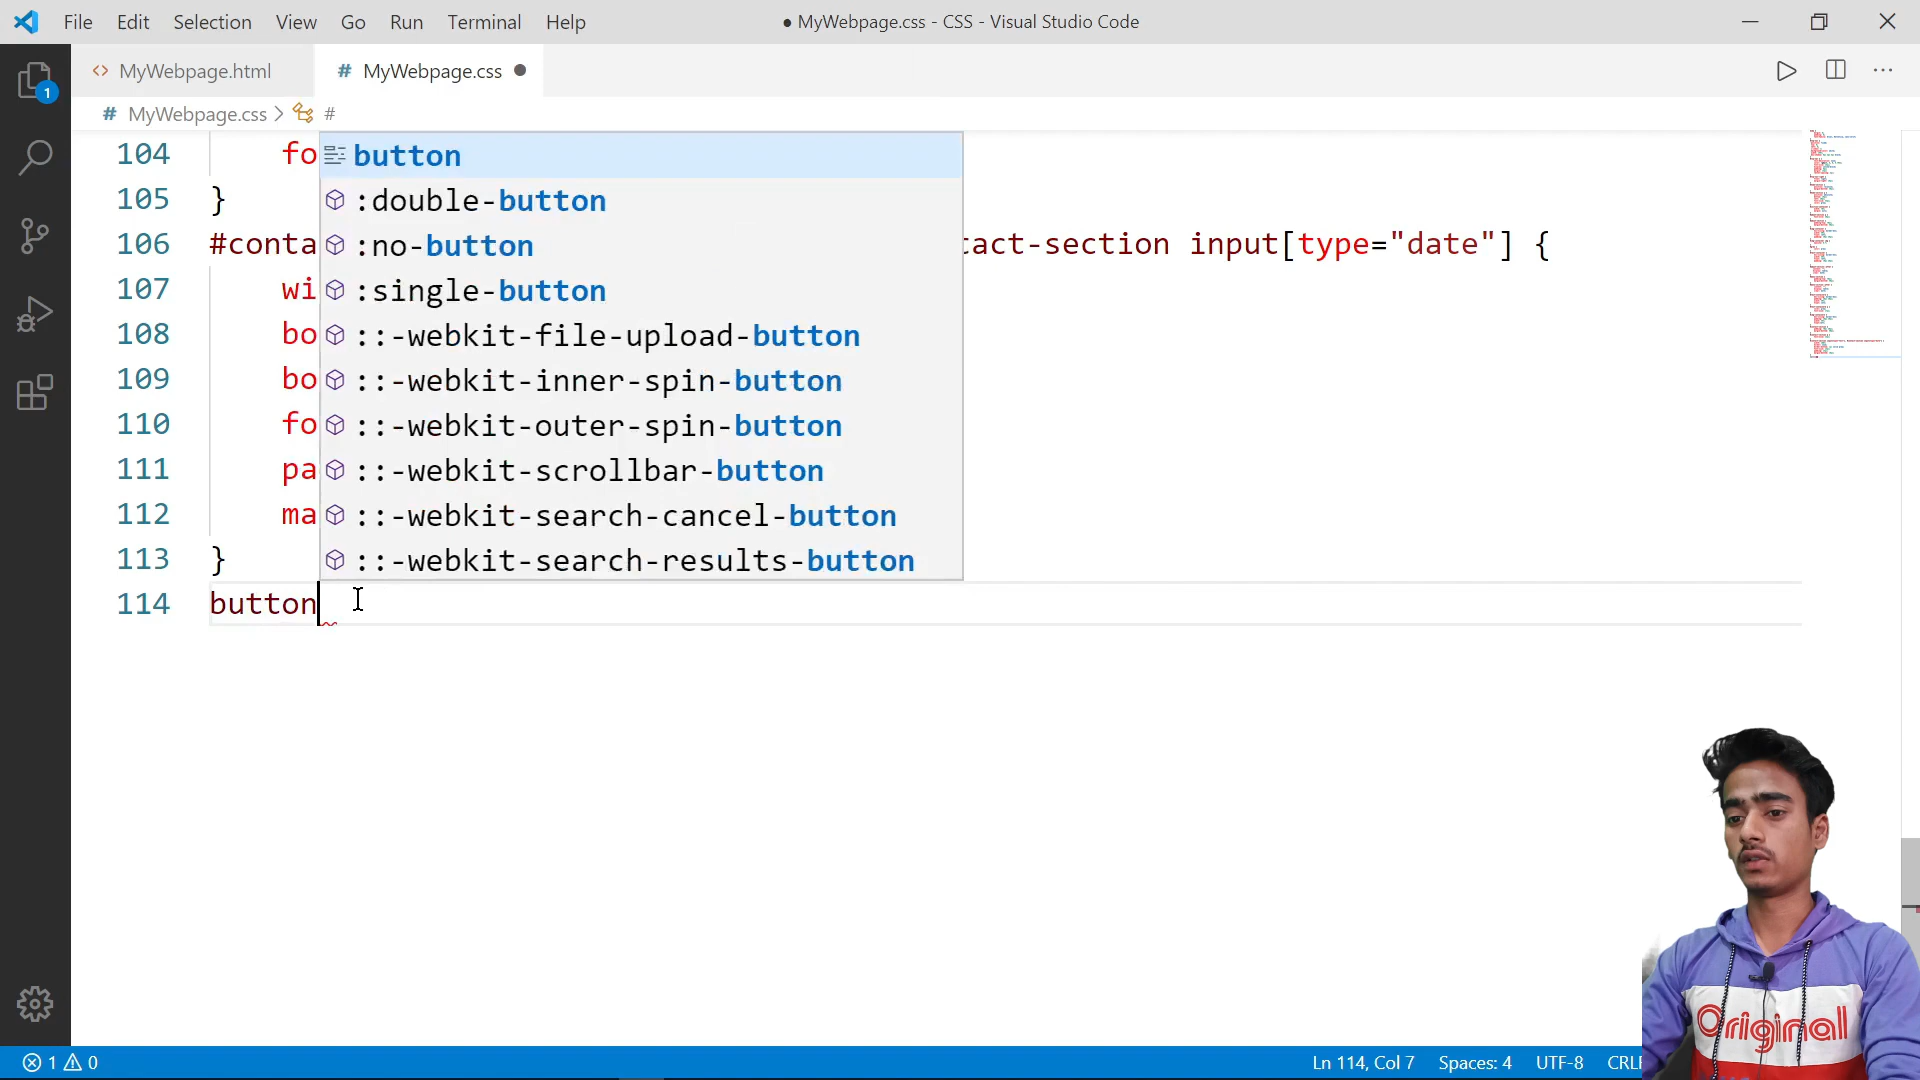 File Edit Selection View Go Run Terminal Help
● MyWebpage.css - CSS - Visual Studio Code
1
<> MyWebpage.html
# MyWebpage.css ●
# MyWebpage.css > #
104 fo
105 }
106 #conta tact-section input[type="date"] {
107 wi
108 bo
109 bo
110 fo
111 pa
112 ma
113 }
114 button
button
:double-button
:no-button
:single-button
::-webkit-file-upload-button
::-webkit-inner-spin-button
::-webkit-outer-spin-button
::-webkit-scrollbar-button
::-webkit-search-cancel-button
::-webkit-search-results-button
Original
1 0
Ln 114, Col 7 Spaces: 4 UTF-8 CRLF